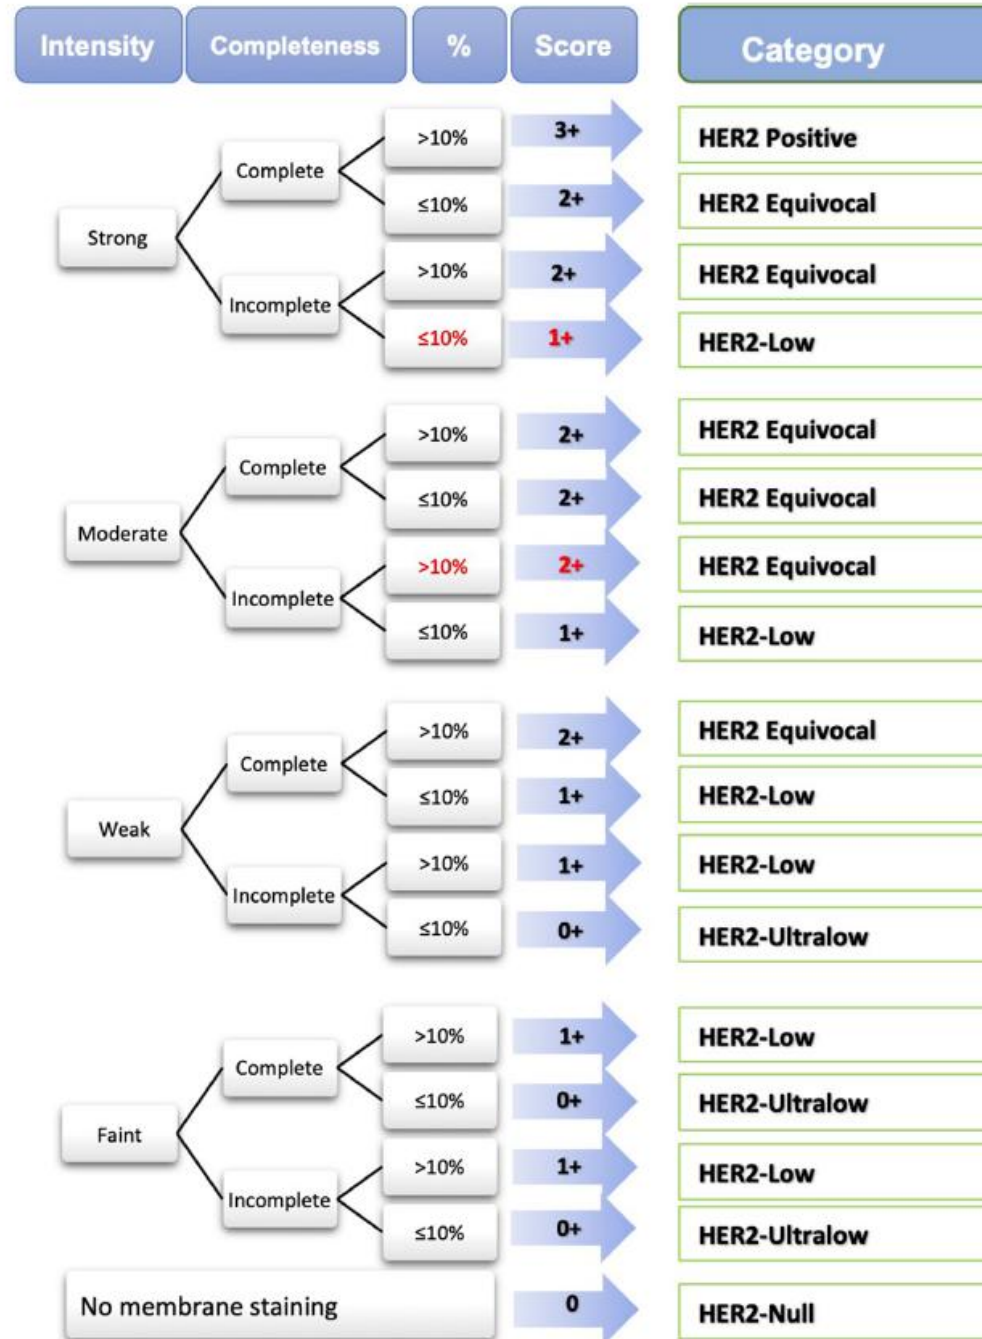 Intensity Completeness % Score Category
>10% 3+ HER2 Positive
Complete
≤10% 2+ HER2 Equivocal
Strong
>10% 2+ HER2 Equivocal
Incomplete
≤10% 1+ HER2-Low
>10% 2+ HER2 Equivocal
Complete
≤10% 2+ HER2 Equivocal
Moderate
>10% 2+ HER2 Equivocal
Incomplete
≤10% 1+ HER2-Low
>10% 2+ HER2 Equivocal
Complete
≤10% 1+ HER2-Low
Weak
>10% 1+ HER2-Low
Incomplete
≤10% 0+ HER2-Ultralow
>10% 1+ HER2-Low
Complete
≤10% 0+ HER2-Ultralow
Faint
>10% 1+ HER2-Low
Incomplete
≤10% 0+ HER2-Ultralow
No membrane staining 0 HER2-Null